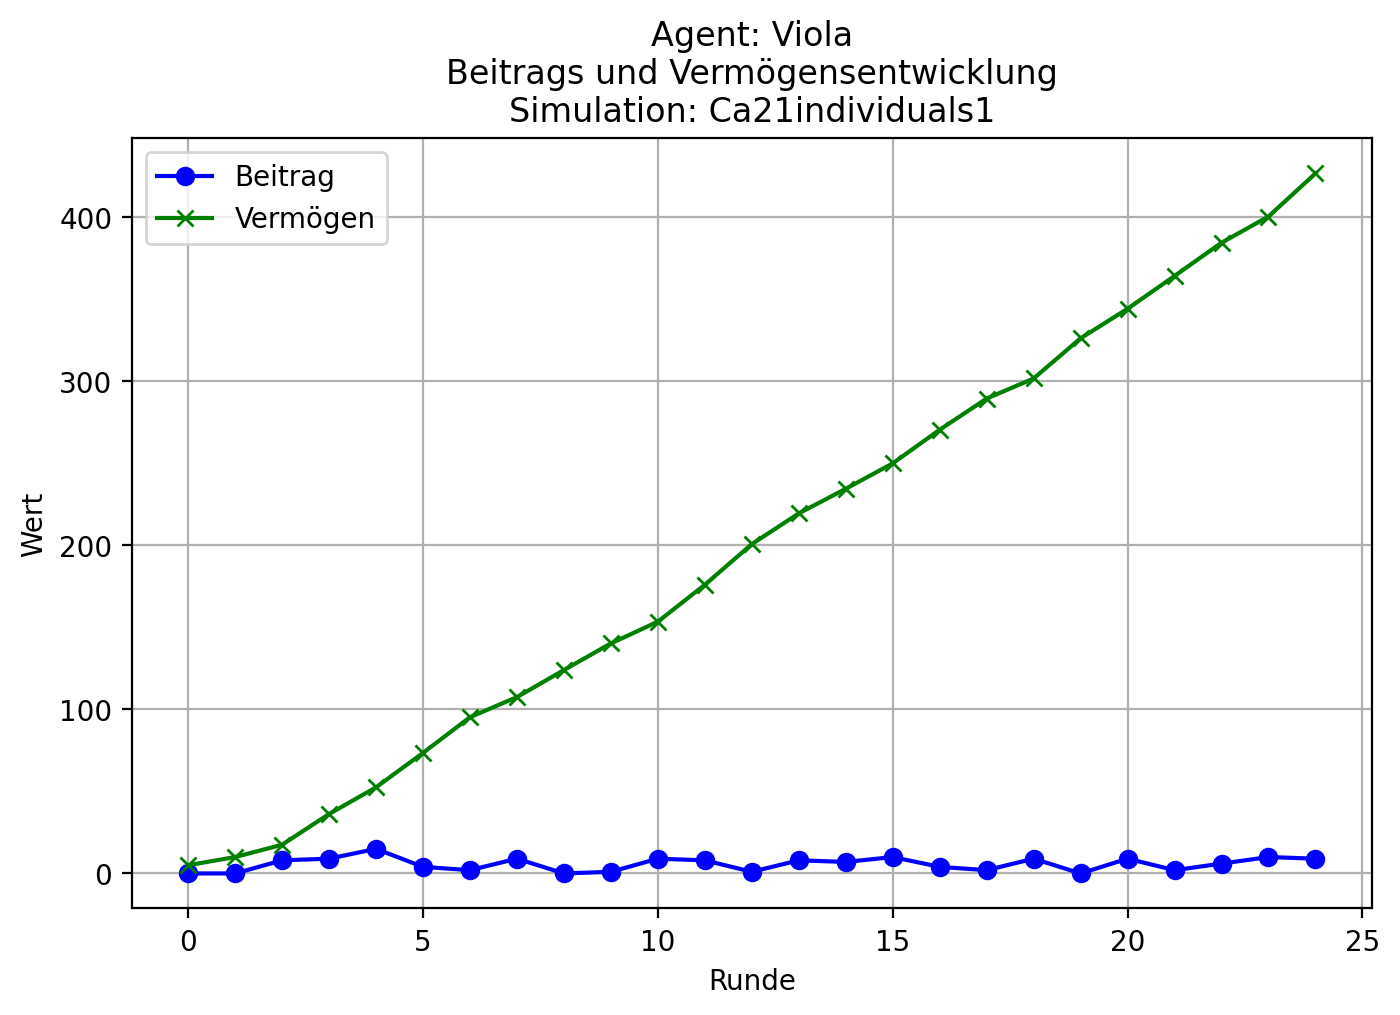 Agent: Viola
Beitrags und Vermögensentwicklung
Simulation: Ca21individuals1
Beitrag
Vermögen
400
300
200
100
0
Wert
0 5 10 15 20 25
Runde